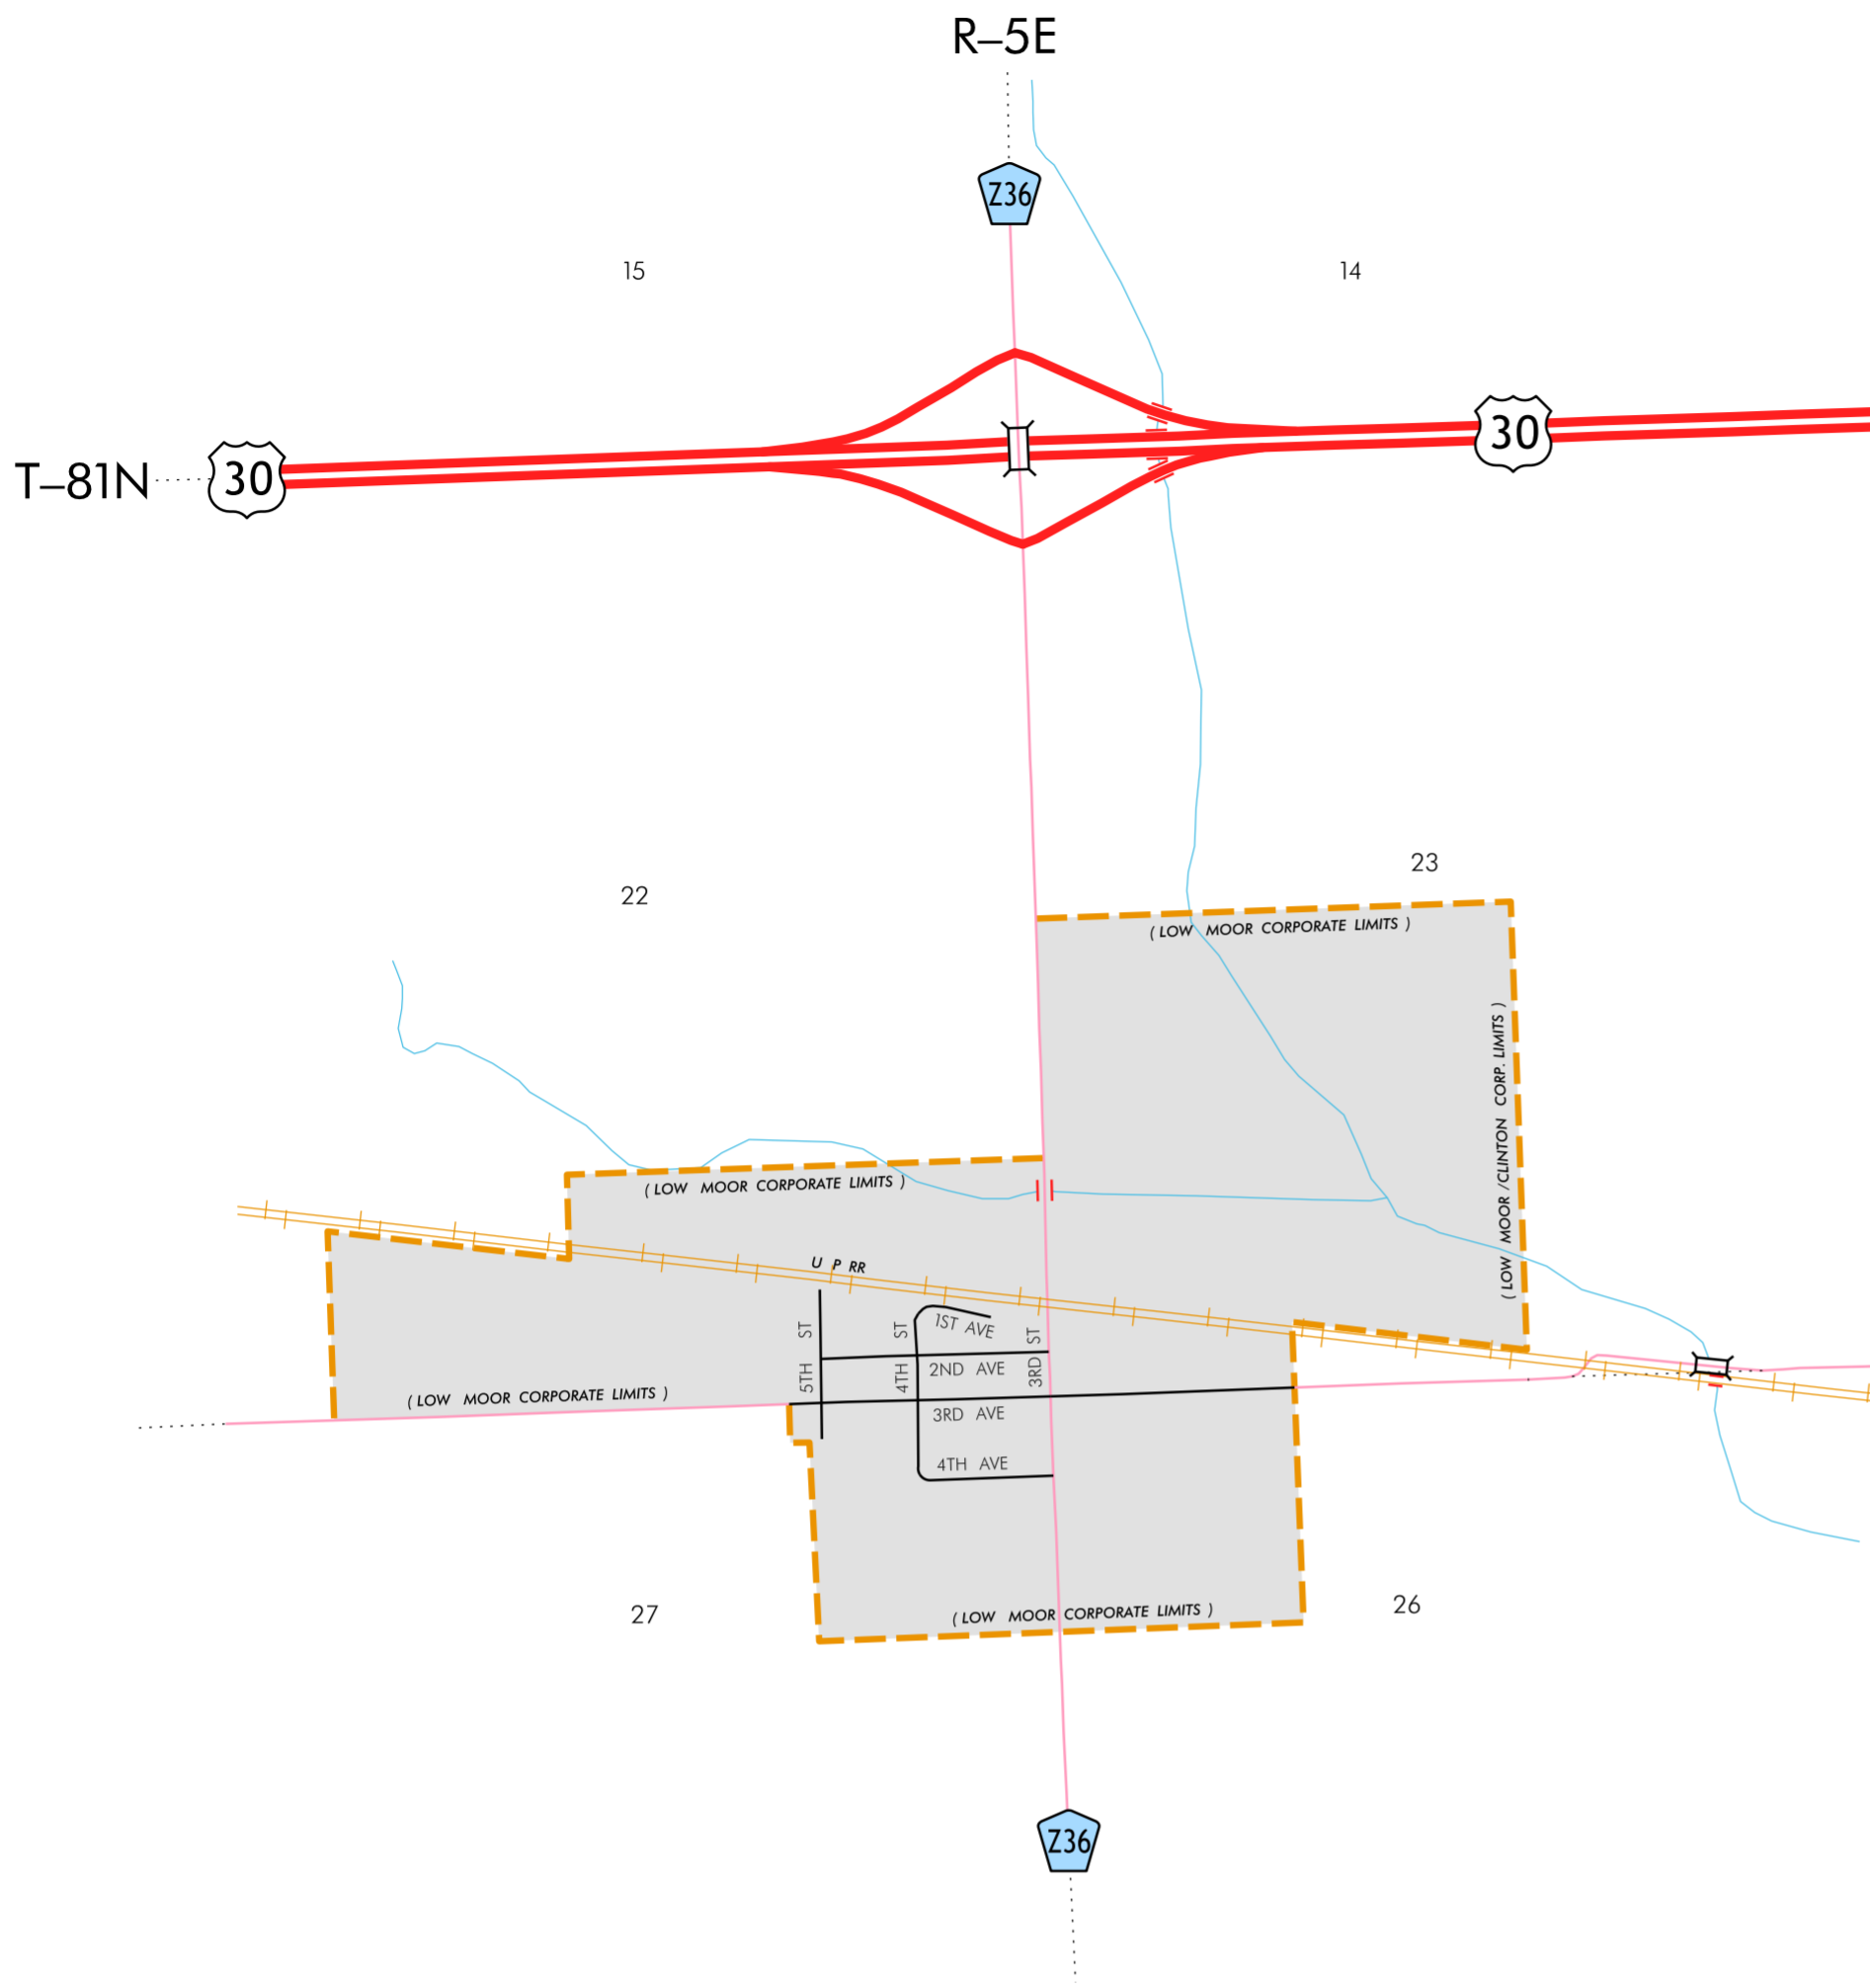 R–5E
Z36
15
14
30
T–81N
30
23
22
( LOW MOOR CORPORATE LIMITS )
( LOW MOOR /CLINTON CORP. LIMITS )
( LOW MOOR CORPORATE LIMITS )
U P RR
1ST AVE
5TH ST
4TH ST
3RD ST
2ND AVE
( LOW MOOR CORPORATE LIMITS )
3RD AVE
4TH AVE
27
26
( LOW MOOR CORPORATE LIMITS )
Z36